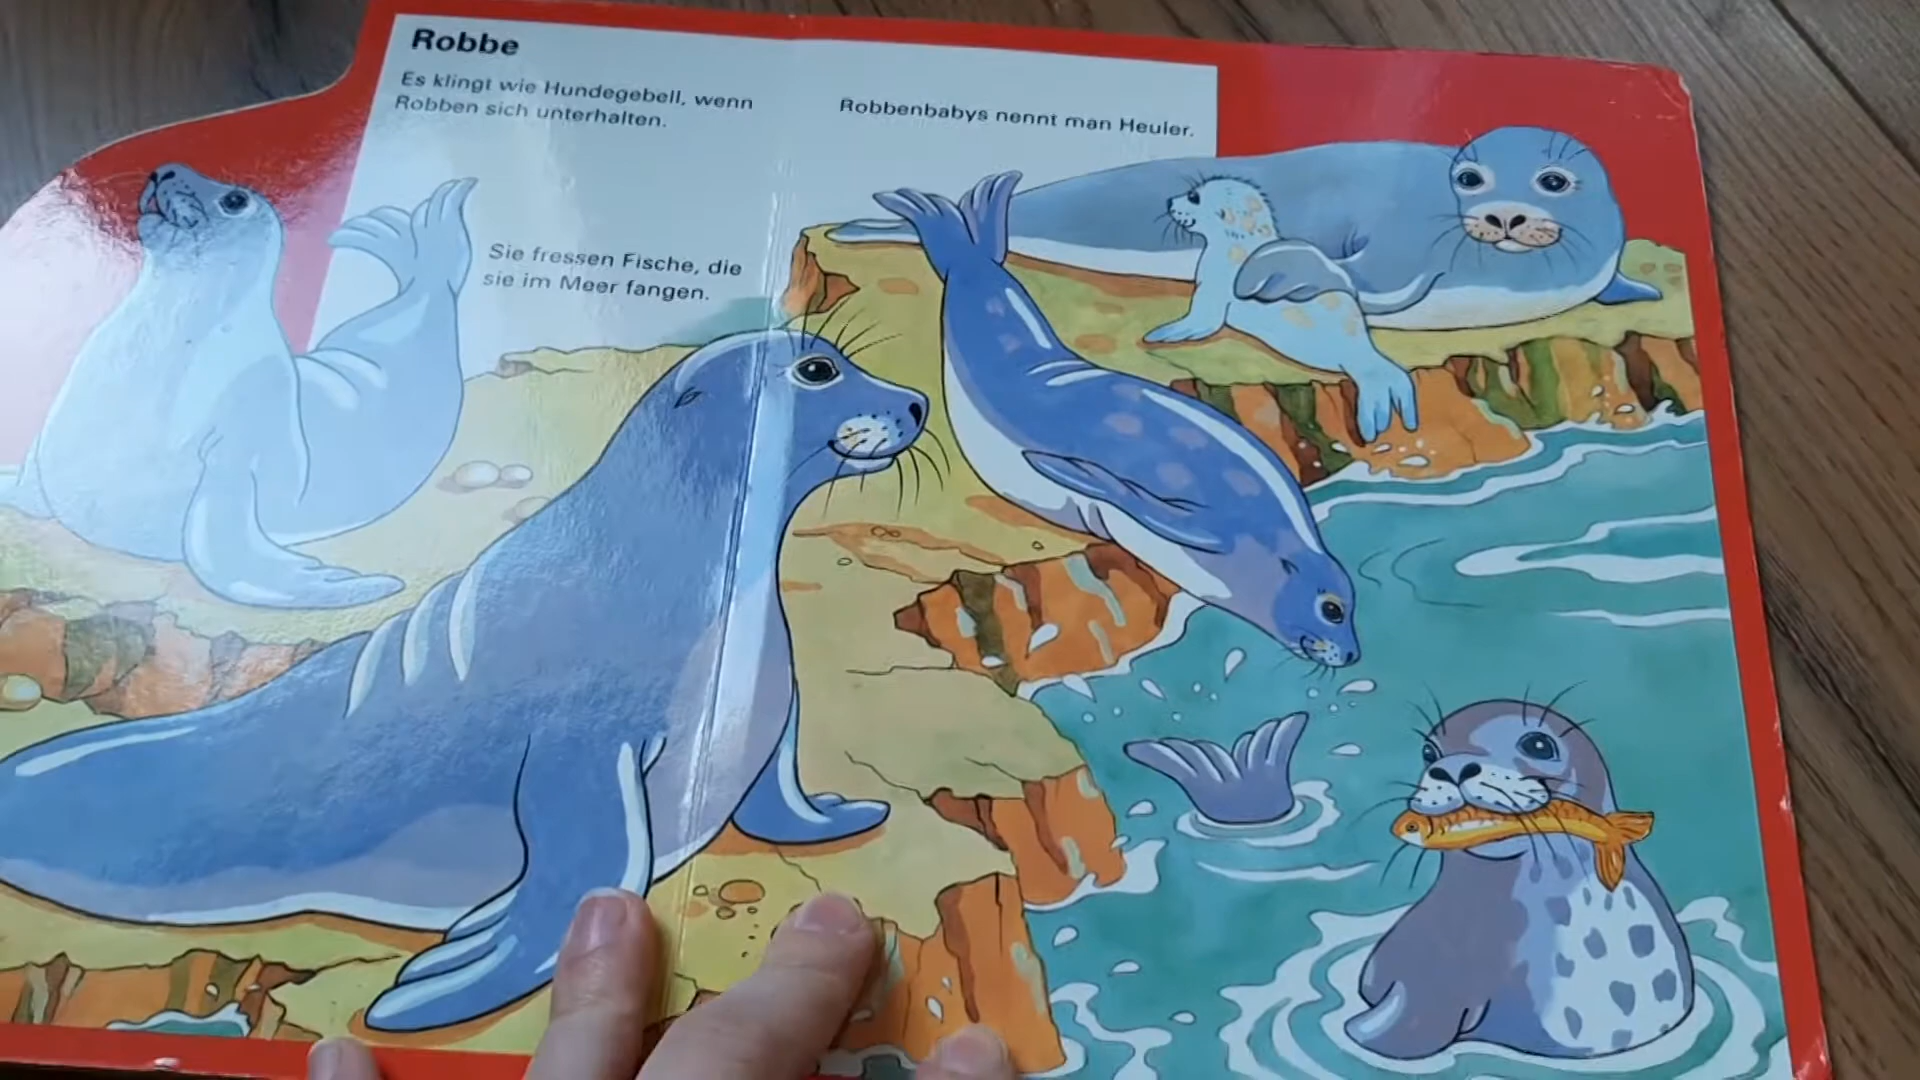 Robbe
Es klingt wie Hundegebell, wenn
Robben sich unterhalten.
Robbenbabys nennt man Heuler.
Sie fressen Fische, die
sie im Meer fangen.